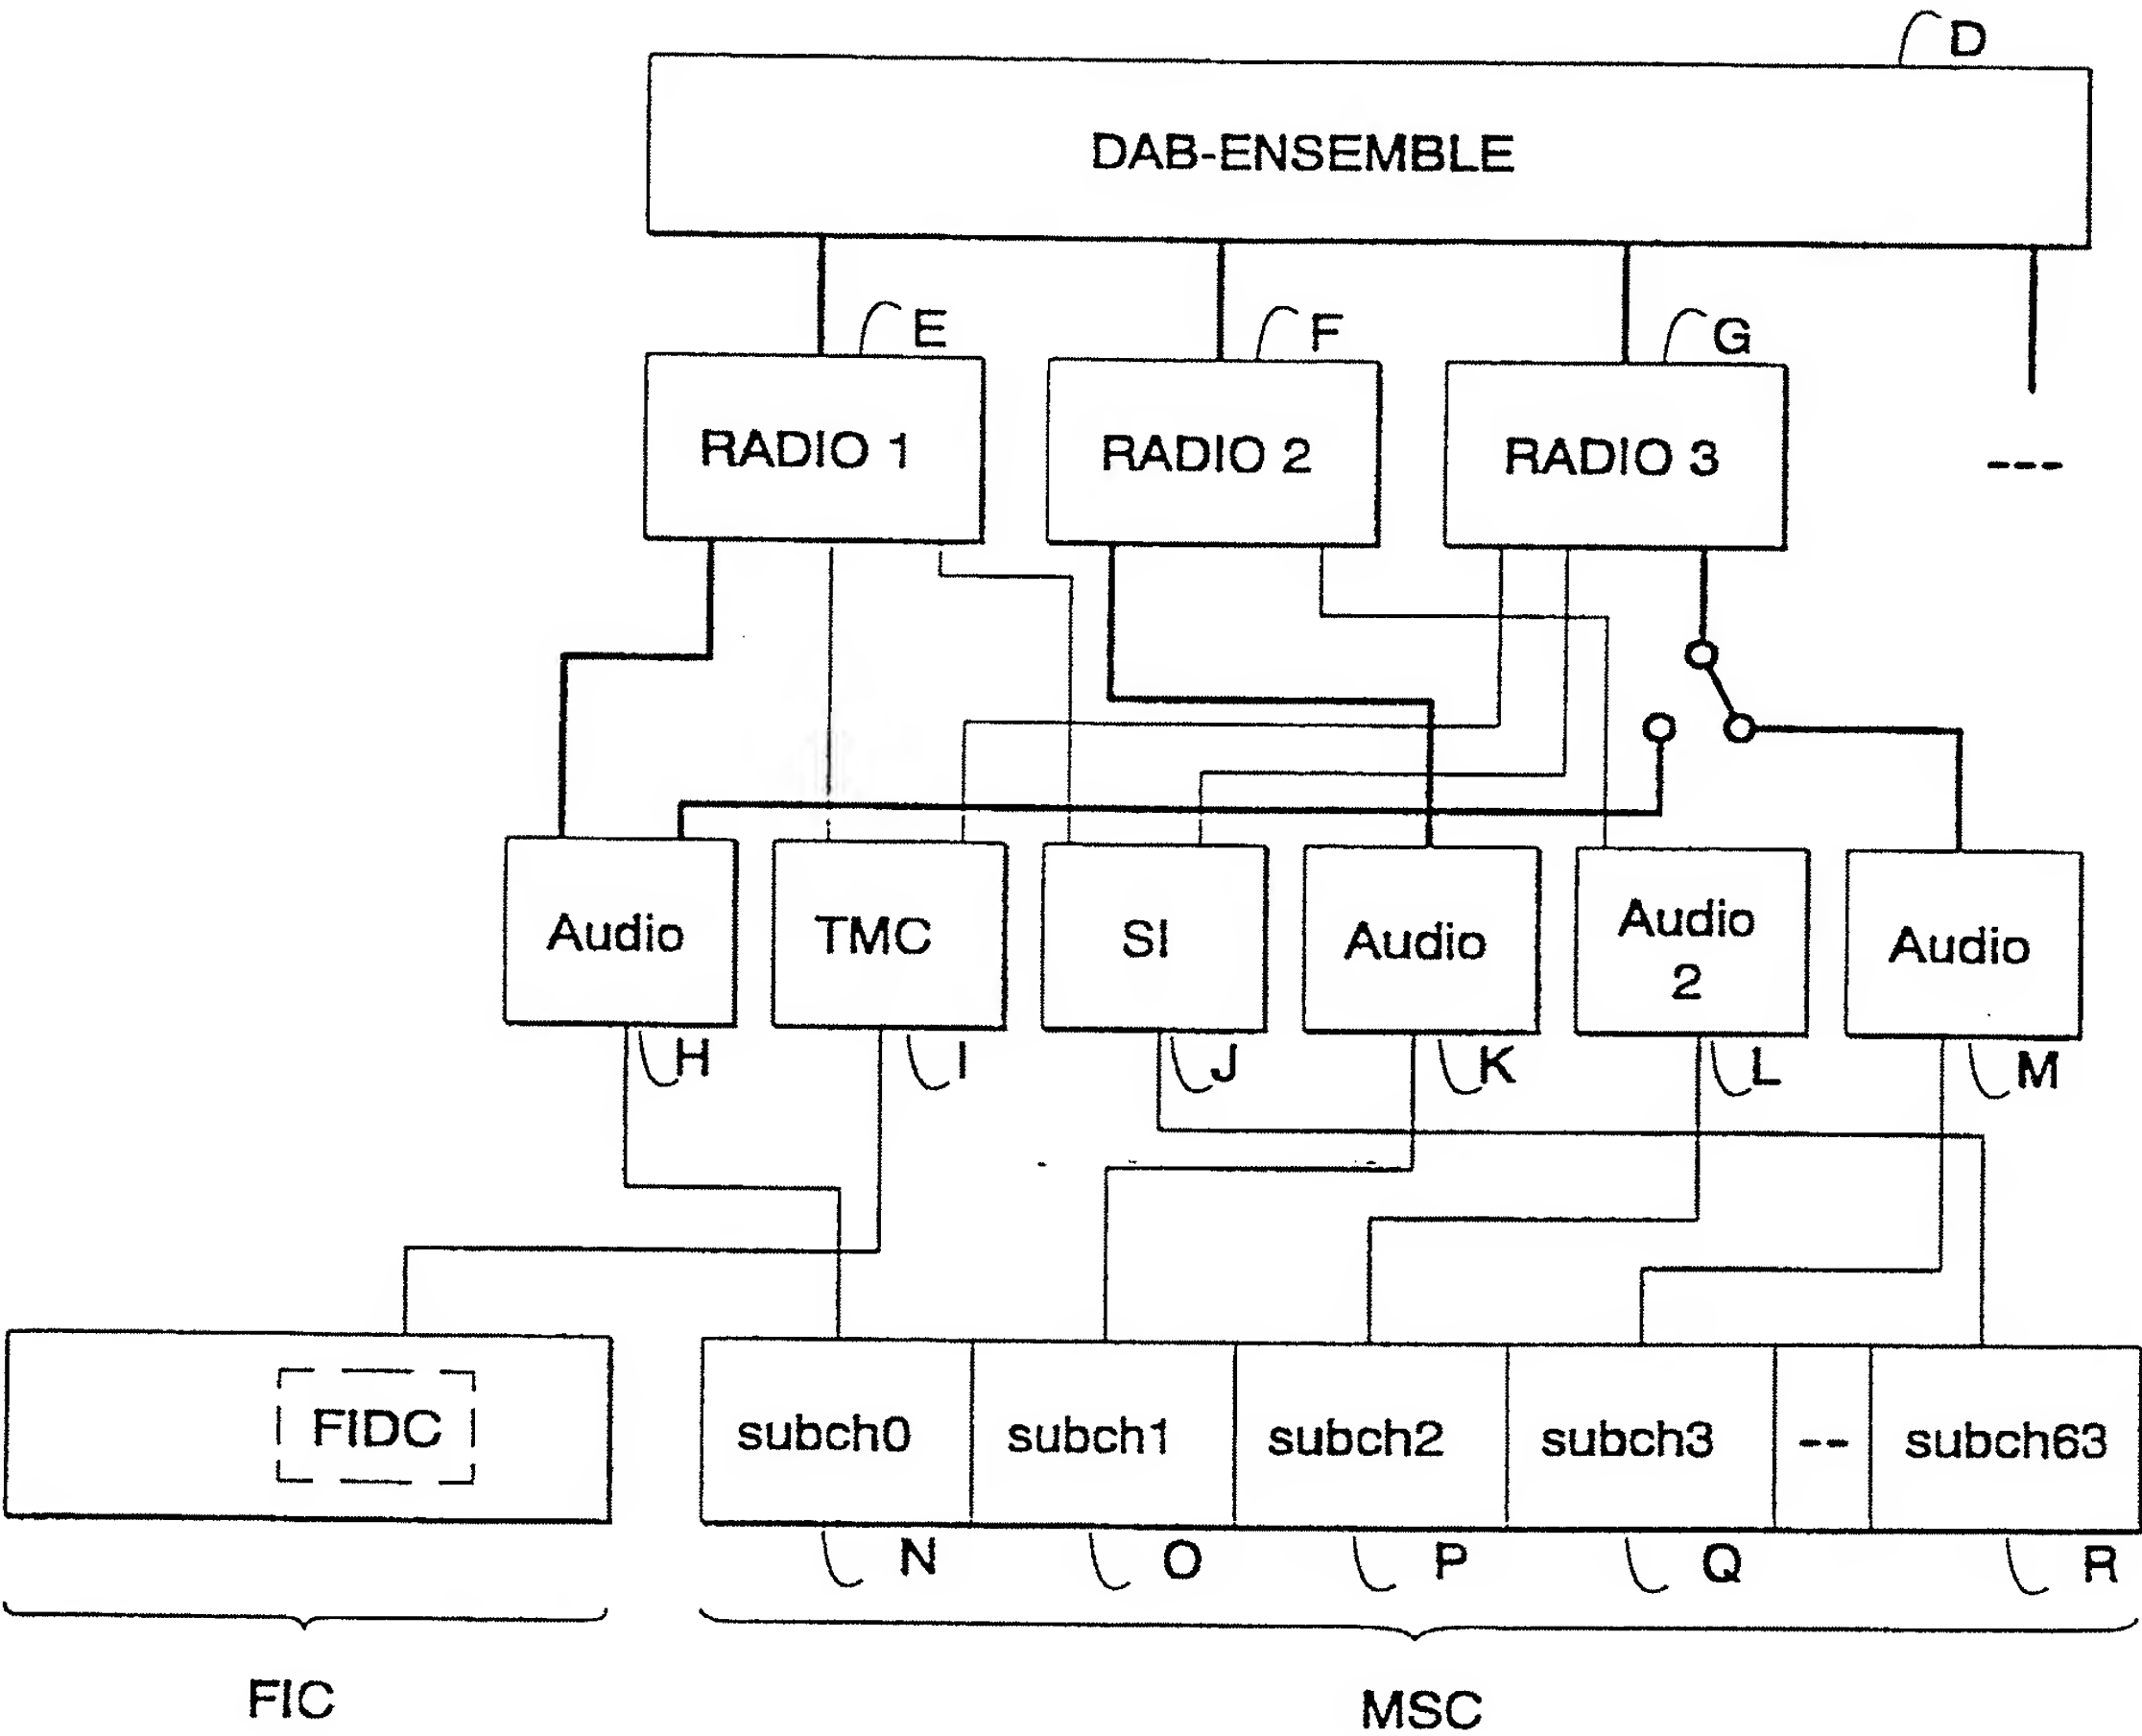 D
DAB-ENSEMBLE
E
F
G
RADIO 1
RADIO 2
RADIO 3
---
Audio
TMC
SI
Audio
Audio
2
Audio
H
I
J
K
L
M
FIDC
subch0
subch1
subch2
subch3
--
subch63
N
O
P
Q
R
FIC
MSC